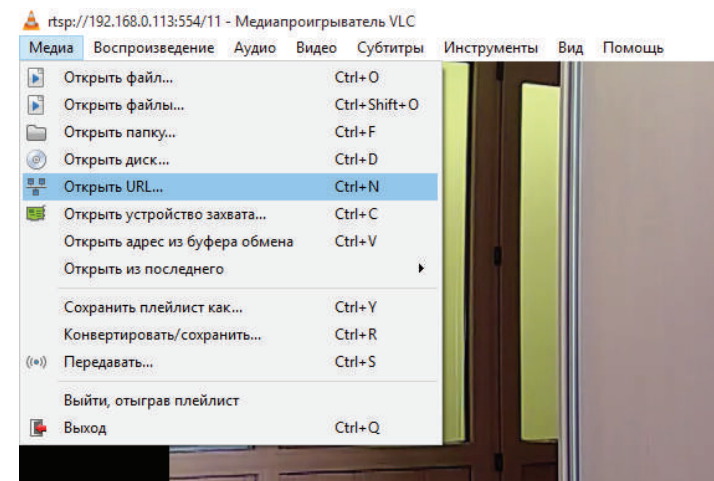 rtsp://192.168.0.113:554/11 - Медиапроигрыватель VLC
Медиа Воспроизведение Аудио Видео Субтитры Инструменты Вид Помощь
Открыть файл... Ctrl+O
Открыть файлы... Ctrl+Shift+O
Открыть папку... Ctrl+F
Открыть диск... Ctrl+D
Открыть URL... Ctrl+N
Открыть устройство захвата... Ctrl+C
Открыть адрес из буфера обмена Ctrl+V
Открыть из последнего
Сохранить плейлист как... Ctrl+Y
Конвертировать/сохранить... Ctrl+R
Передавать... Ctrl+S
Выйти, отыграв плейлист
Выход Ctrl+Q